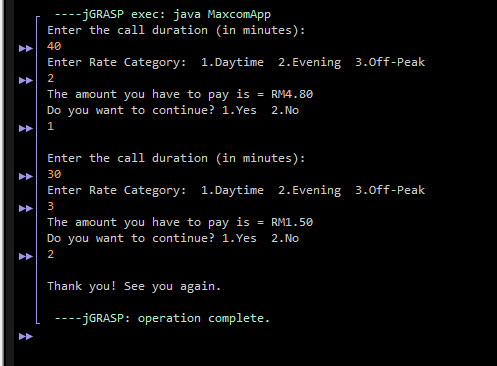 ----jGRASP exec: java MaxcomApp
Enter the call duration (in minutes):
40
Enter Rate Category:  1.Daytime  2.Evening  3.Off-Peak
2
The amount you have to pay is = RM4.80
Do you want to continue? 1.Yes  2.No
1
Enter the call duration (in minutes):
30
Enter Rate Category:  1.Daytime  2.Evening  3.Off-Peak
3
The amount you have to pay is = RM1.50
Do you want to continue? 1.Yes  2.No
2
Thank you! See you again.
----jGRASP: operation complete.